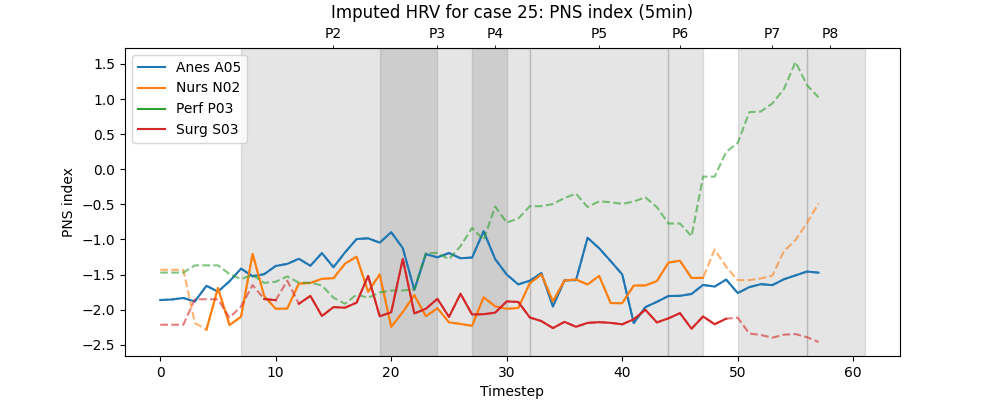 Imputed HRV for case 25: PNS index (5min)
P2 P3 P4 P5 P6 P7 P8
Anes A05
Nurs N02
Perf P03
Surg S03
1.5
1.0
0.5
0.0
−0.5
−1.0
−1.5
−2.0
−2.5
PNS index
0 10 20 30 40 50 60
Timestep